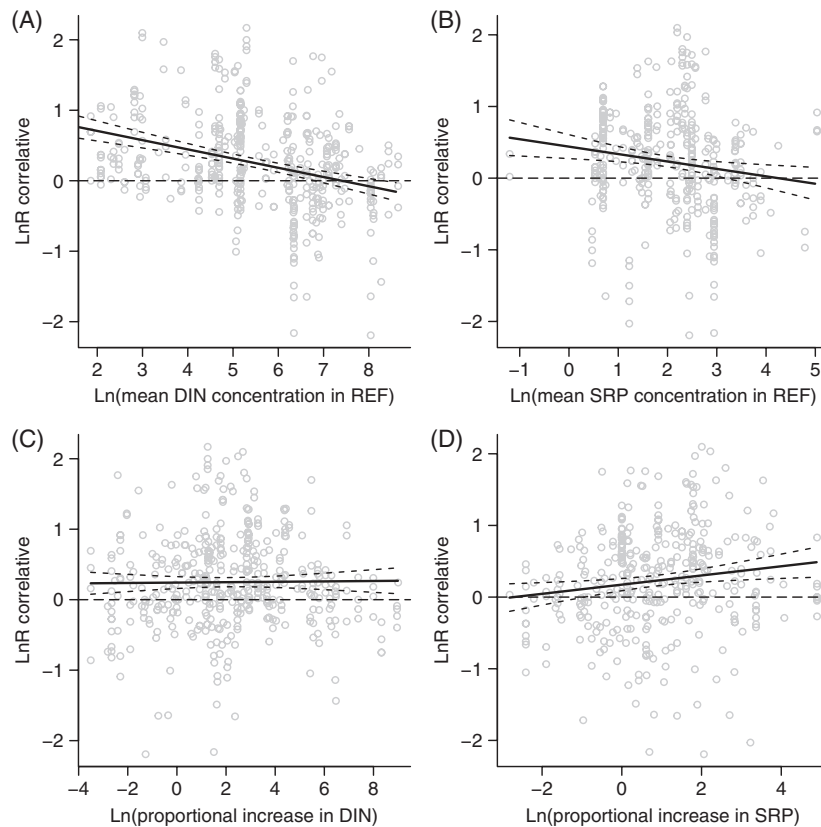 (A)
LnR correlative
2
1
0
−1
−2
2 3 4 5 6 7 8
Ln(mean DIN concentration in REF)
(B)
LnR correlative
2
1
0
−1
−2
−1 0 1 2 3 4 5
Ln(mean SRP concentration in REF)
(C)
LnR correlative
2
1
0
−1
−2
−4 −2 0 2 4 6 8
Ln(proportional increase in DIN)
(D)
LnR correlative
2
1
0
−1
−2
−2 0 2 4
Ln(proportional increase in SRP)